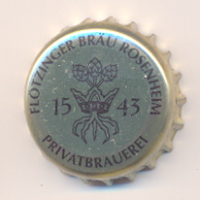 FLÖTZINGER BRÄU ROSENHEIM
15 43
PRIVATBRAUEREI